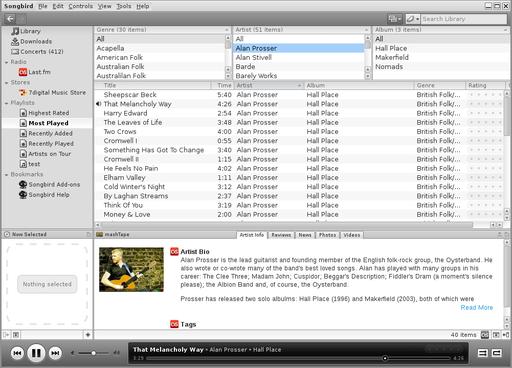 Songbird File Edit Controls View Tools Help
Search Library
Library
Downloads
Concerts (412)
Radio
Last.fm
Stores
7digital Music Store
Playlists
Highest Rated
Most Played
Recently Added
Recently Played
Artists on Tour
test
Bookmarks
Songbird Add-ons
Songbird Help
Genre (30 items) Artist (51 items) Album (3 items)
All All All
Acapella Alan Prosser Hall Place
American Folk Alan Stivell Makerfield
Australian Folk Barde Nomads
Australilan Folk Barely Works
Title Time Artist Album Genre Rating
Sheepscar Beck 5:40 Alan Prosser Hall Place British Folk/...
That Melancholy Way 4:26 Alan Prosser Hall Place British Folk/...
Harry Edward 2:54 Alan Prosser Hall Place British Folk/...
The Leaves of Life 3:48 Alan Prosser Hall Place British Folk/...
Two Crows 4:00 Alan Prosser Hall Place British Folk/...
Cromwell I 0:55 Alan Prosser Hall Place British Folk/...
Something Has Got To Change 3:40 Alan Prosser Hall Place British Folk/...
Cromwell II 1:15 Alan Prosser Hall Place British Folk/...
He Feels No Pain 4:02 Alan Prosser Hall Place British Folk/...
Elham Valley 1:11 Alan Prosser Hall Place British Folk/...
Cold Winter's Night 3:12 Alan Prosser Hall Place British Folk/...
By Laghran Streams 2:37 Alan Prosser Hall Place British Folk/...
Think Of You 3:19 Alan Prosser Hall Place British Folk/...
Money & Love 2:00 Alan Prosser Hall Place British Folk/...
Now Selected
Nothing selected
mashTape Artist Info Reviews News Photos Videos
Artist Bio
Alan Prosser is the lead guitarist and founding member of the English folk-rock group, the Oysterband. He
also wrote or co-wrote many of the band's best loved songs. Alan has played with many groups in his
career: The Clee Three; Madam John; Cuspidor; Beggar's Description; Fiddler's Dram (a moment's silence
please); the Albion Band and, of course, the Oysterband
Prosser has released two solo albums: Hall Place (1996) and Makerfield (2003), both of which were
Read More
Tags
40 items
That Melancholy Way • Alan Prosser • Hall Place
3:25 4:26